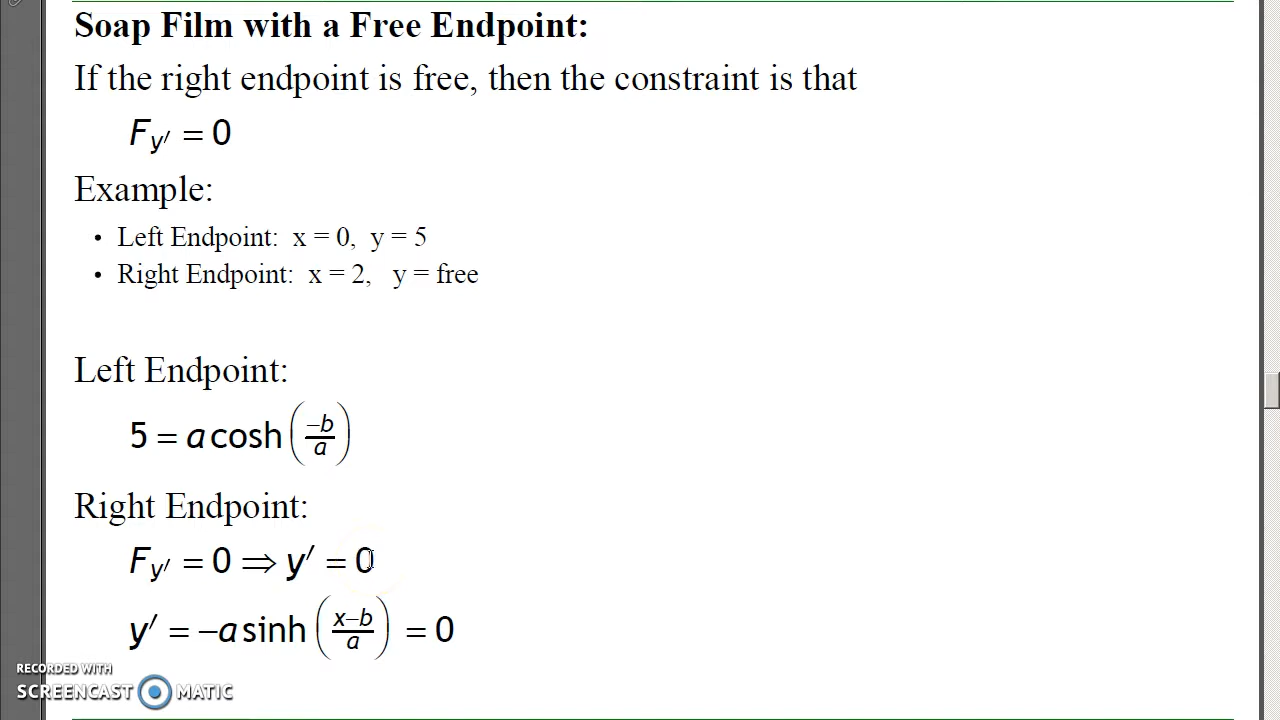 Soap Film with a Free Endpoint:
If the right endpoint is free, then the constraint is that
F_y′ = 0
Example:
• Left Endpoint: x = 0, y = 5
• Right Endpoint: x = 2, y = free
Left Endpoint:
5 = a cosh(−b/a)
Right Endpoint:
F_y′ = 0 ⇒ y′ = 0
y′ = −a sinh((x−b)/a) = 0
RECORDED WITH
SCREENCAST MATIC